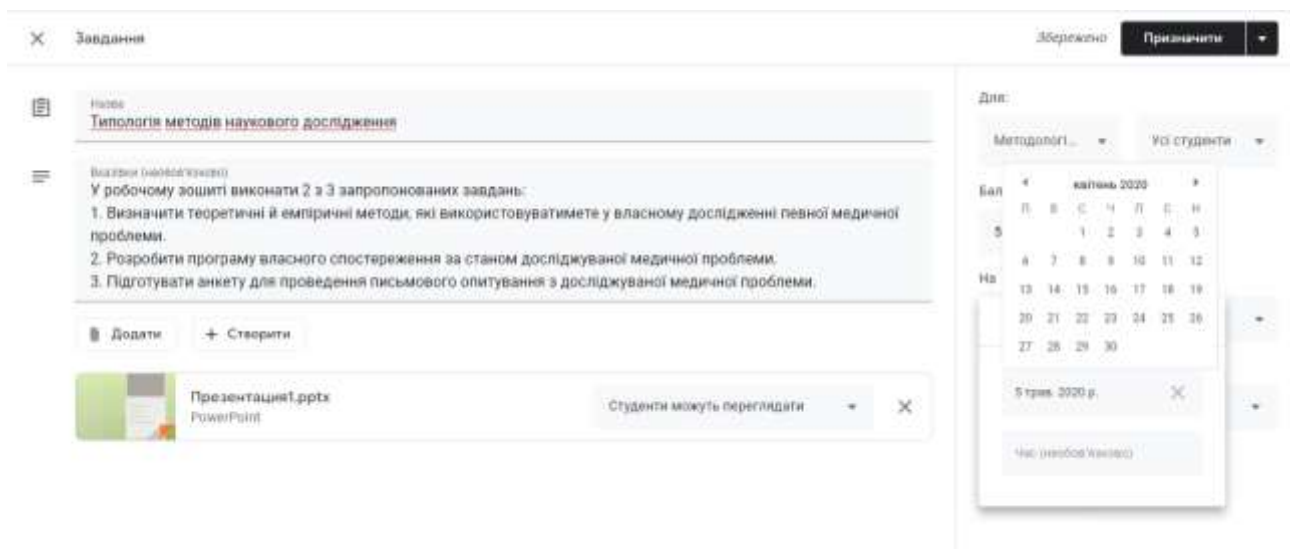 Завдання
Збережено
Призначити
Назва
Типологія методів наукового дослідження
Вказівки (необов'язково)
У робочому зошиті виконати 2 з 3 запропонованих завдань:
1. Визначити теоретичні й емпіричні методи, які використовуватимете у власному дослідженні певної медичної
проблеми.
2. Розробити програму власного спостереження за станом досліджуваної медичної проблеми.
3. Підготувати анкету для проведення письмового опитування з досліджуваної медичної проблеми.
Додати
+ Створити
Презентация1.pptx
PowerPoint
Студенти можуть переглядати
Для:
Методологі...
Усі студенти
Бал
5
На
квітень 2020
П В С Ч П С Н
1 2 3 4 5
6 7 8 9 10 11 12
13 14 15 16 17 18 19
20 21 22 23 24 25 26
27 28 29 30
5 трав. 2020 р.
Час (необов'язково)